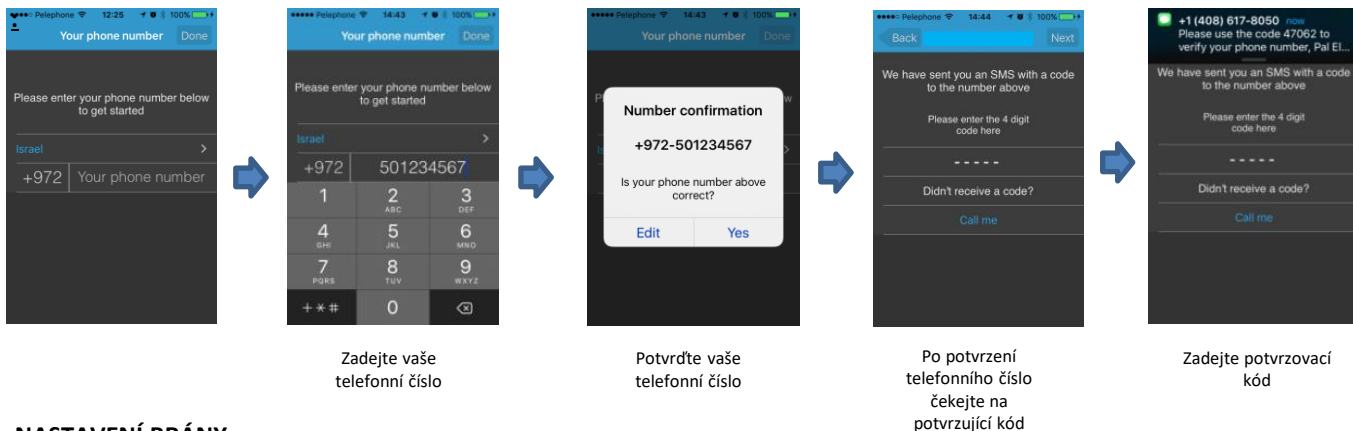 Pelephone 12:25 100%
Your phone number Done
Please enter your phone number below
to get started
Israel
+972 Your phone number
Pelephone 14:43 100%
Your phone number Done
Please enter your phone number below
to get started
Israel
+972 501234567
1 2 3
ABC DEF
4 5 6
GHI JKL MNO
7 8 9
PQRS TUV WXYZ
+*# 0
Zadejte vaše
telefonní číslo
Pelephone 14:43 100%
Your phone number Done
Number confirmation
+972-501234567
Is your phone number above
correct?
Edit Yes
Potvrďte vaše
telefonní číslo
Pelephone 14:44 100%
Back Next
We have sent you an SMS with a code
to the number above
Please enter the 4 digit
code here
- - - - -
Didn't receive a code?
Call me
Po potvrzení
telefonního číslo
čekejte na
potvrzující kód
+1 (408) 617-8050 now
Please use the code 47062 to
verify your phone number, Pal El...
We have sent you an SMS with a code
to the number above
Please enter the 4 digit
code here
- - - - -
Didn't receive a code?
Call me
Zadejte potvrzovací
kód
NASTAVENÍ BRÁNY